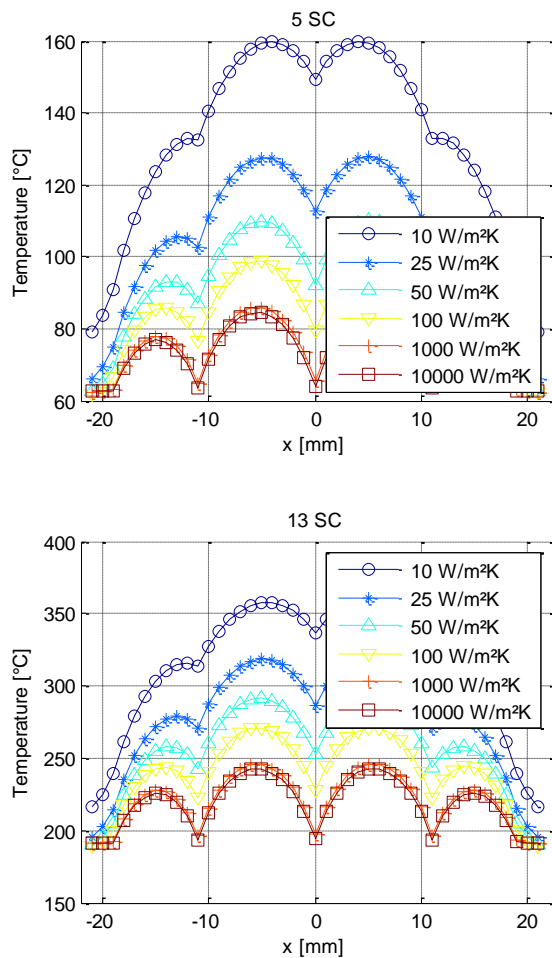 5 SC
160
140
120
100
80
60
Temperature [°C]
10 W/m²K
25 W/m²K
50 W/m²K
100 W/m²K
1000 W/m²K
10000 W/m²K
-20 -10 0 10 20
x [mm]
13 SC
400
350
300
250
200
150
Temperature [°C]
10 W/m²K
25 W/m²K
50 W/m²K
100 W/m²K
1000 W/m²K
10000 W/m²K
-20 -10 0 10 20
x [mm]